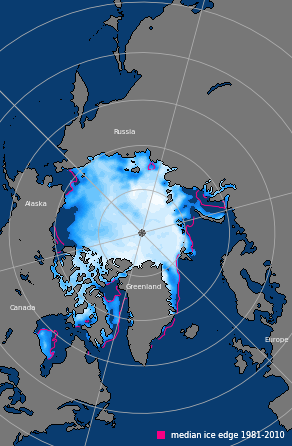 Russia
Alaska
Greenland
Canada
Europe
median ice edge 1981-2010